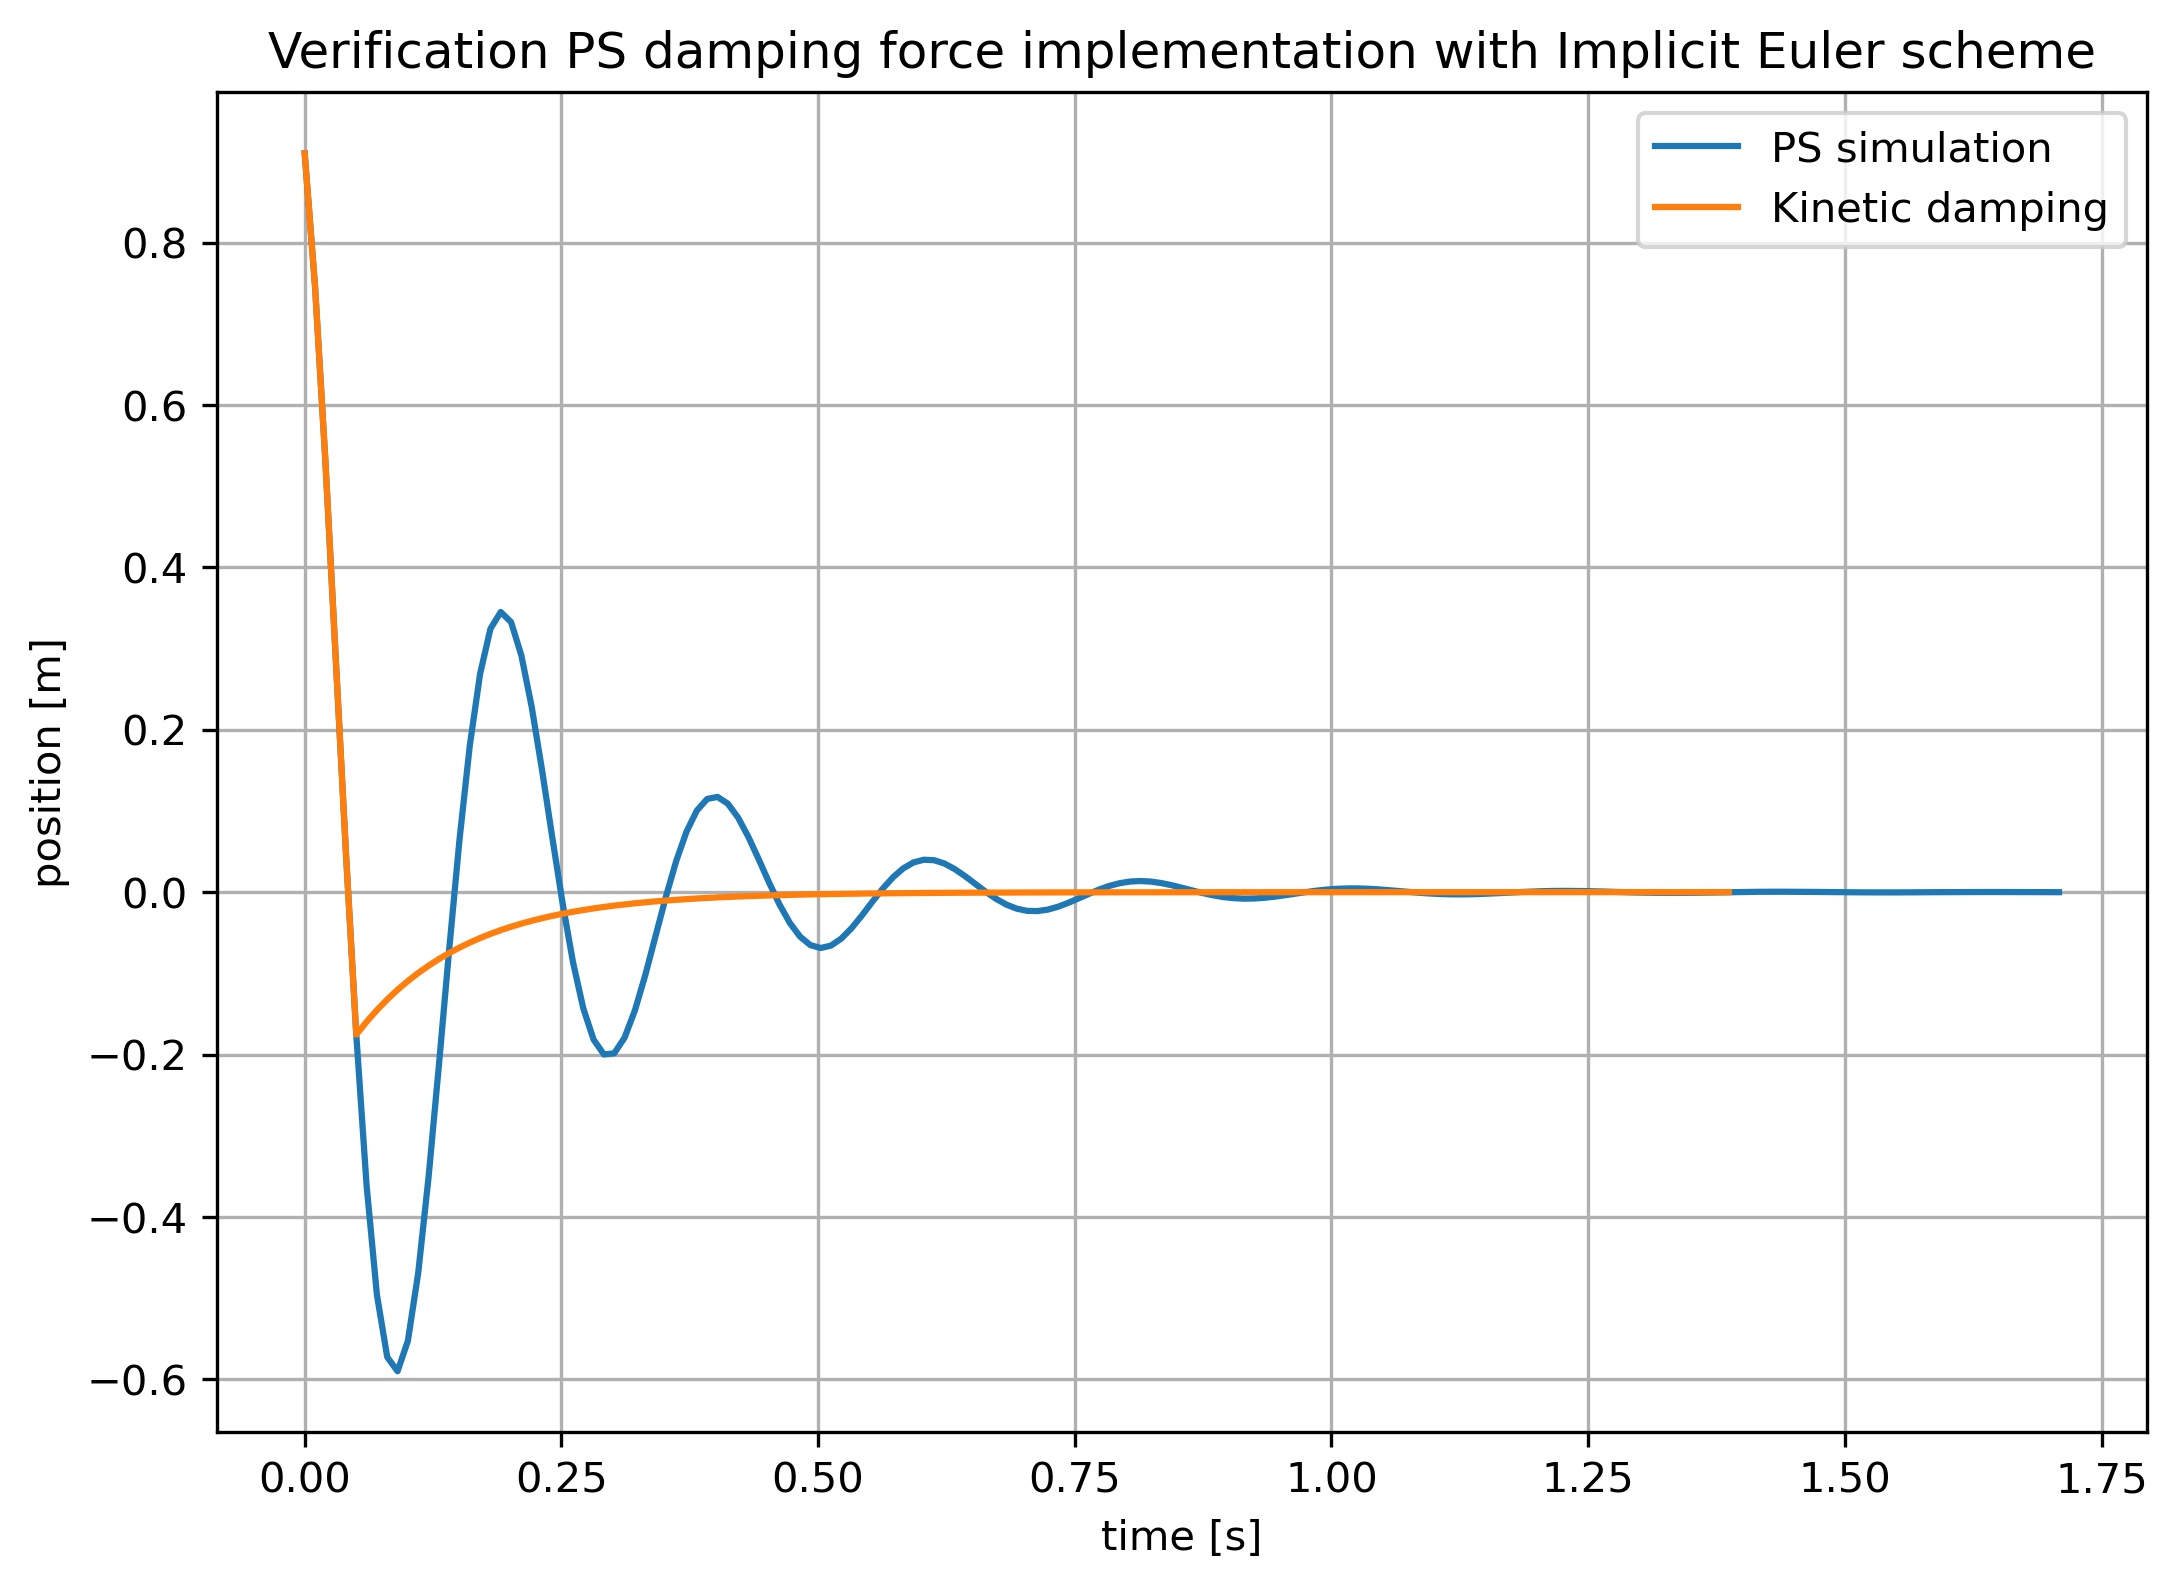 Verification PS damping force implementation with Implicit Euler scheme
PS simulation
Kinetic damping
position [m]
0.8
0.6
0.4
0.2
0.0
−0.2
−0.4
−0.6
0.00 0.25 0.50 0.75 1.00 1.25 1.50 1.75
time [s]